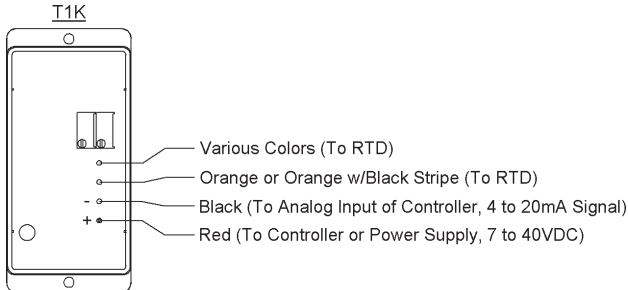 T1K
Various Colors (To RTD)
Orange or Orange w/Black Stripe (To RTD)
- Black (To Analog Input of Controller, 4 to 20mA Signal)
+ Red (To Controller or Power Supply, 7 to 40VDC)